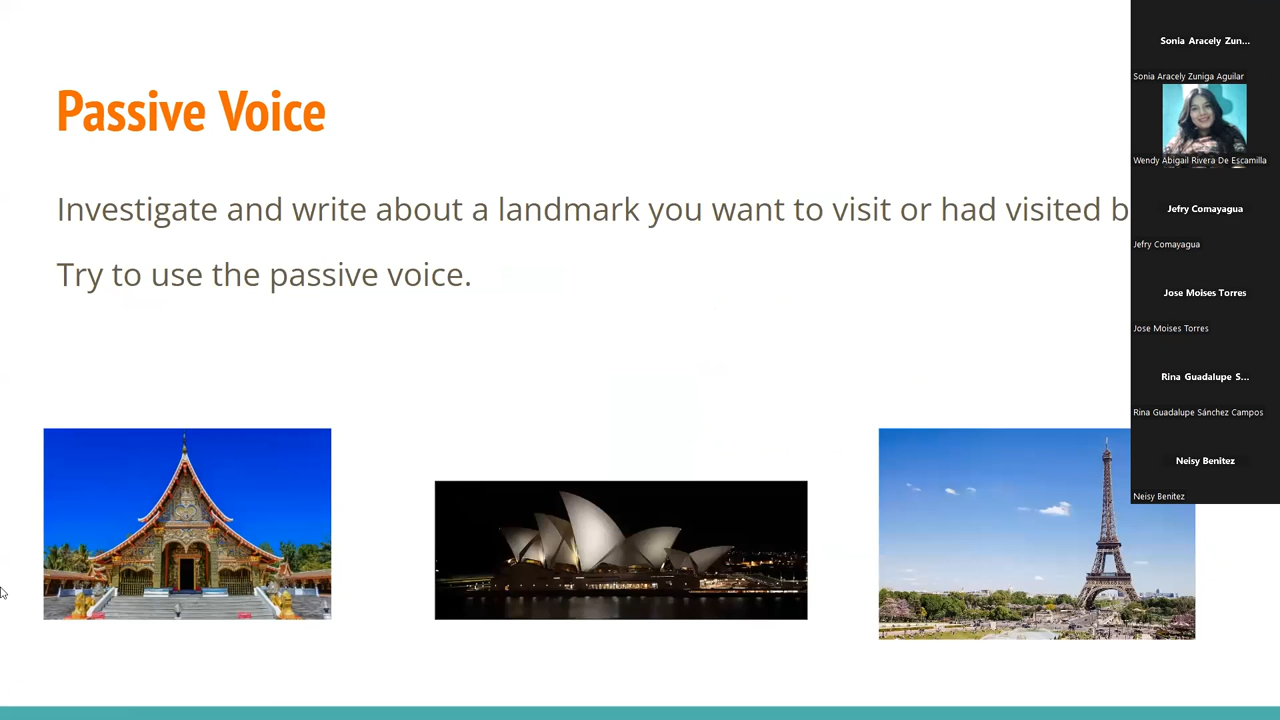 Passive Voice
Investigate and write about a landmark you want to visit or had visited b
Try to use the passive voice.
Sonia Aracely Zun...
Sonia Aracely Zuniga Aguilar
Wendy Abigail Rivera De Escamilla
Jefry Comayagua
Jefry Comayagua
Jose Moises Torres
Jose Moises Torres
Rina Guadalupe S...
Rina Guadalupe Sánchez Campos
Neisy Benitez
Neisy Benitez